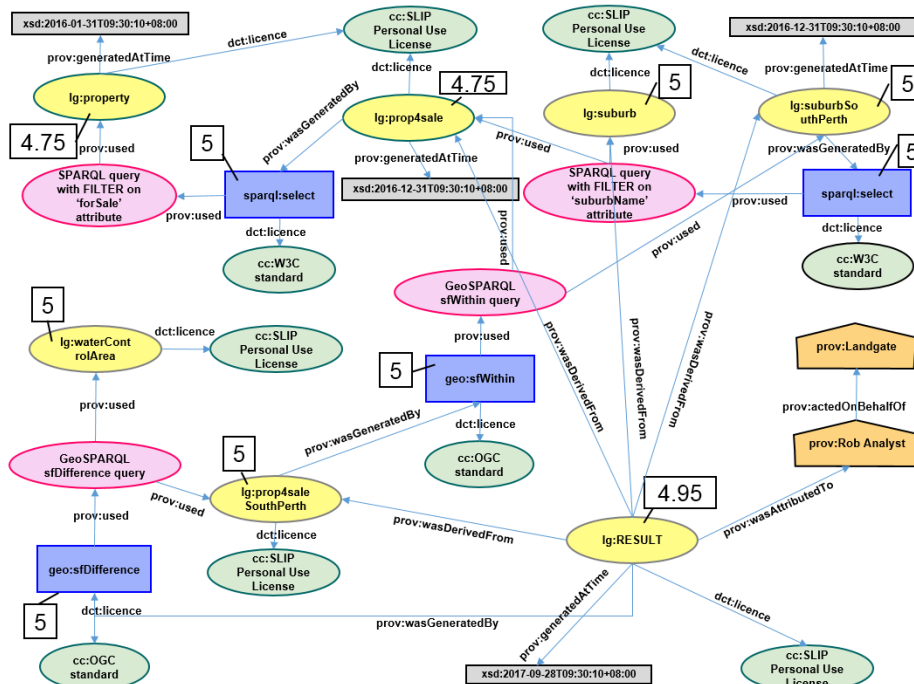 xsd:2016-01-31T09:30:10+08:00
cc:SLIP
Personal Use
License
cc:SLIP
Personal Use
License
xsd:2016-12-31T09:30:10+08:00
prov:generatedAtTime
dct:licence
dct:licence
dct:licence
dct:licence
prov:generatedAtTime
lg:property
4.75
prov:used
prov:wasGeneratedBy
4.75
lg:prop4sale
prov:generatedAtTime
xsd:2016-12-31T09:30:10+08:00
5
lg:suburb
prov:used
prov:used
lg:suburbSo
uthPerth
5
prov:wasGeneratedBy
SPARQL query
with FILTER on
‘forSale’
attribute
prov:used
5
sparql:select
dct:licence
cc:W3C
standard
SPARQL query
with FILTER on
‘suburbName’
attribute
prov:used
5
sparql:select
dct:licence
cc:W3C
standard
prov:used
prov:used
GeoSPARQL
sfWithin query
prov:used
5
geo:sfWithin
dct:licence
cc:OGC
standard
prov:wasDerivedFrom
prov:wasDerivedFrom
prov:wasDerivedFrom
5
lg:waterCont
rolArea
dct:licence
cc:SLIP
Personal Use
License
prov:used
prov:wasGeneratedBy
prov:Landgate
prov:actedOnBehalfOf
prov:Rob Analyst
GeoSPARQL
sfDifference query
prov:used
prov:used
5
lg:prop4sale
SouthPerth
dct:licence
cc:SLIP
Personal Use
License
prov:wasDerivedFrom
4.95
lg:RESULT
prov:wasAttributedTo
geo:sfDifference
5
dct:licence
cc:OGC
standard
prov:wasGeneratedBy
prov:generatedAtTime
xsd:2017-09-28T09:30:10+08:00
dct:licence
cc:SLIP
Personal Use
License